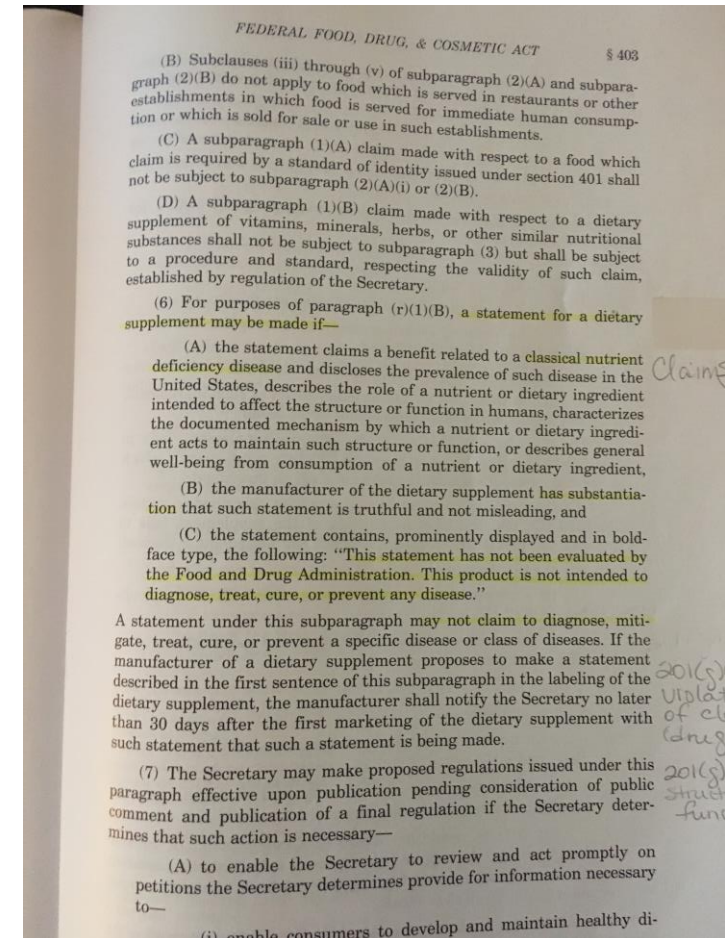 FEDERAL FOOD, DRUG, & COSMETIC ACT § 403
(B) Subclauses (iii) through (v) of subparagraph (2)(A) and subpara-
graph (2)(B) do not apply to food which is served in restaurants or other
establishments in which food is served for immediate human consump-
tion or which is sold for sale or use in such establishments.
(C) A subparagraph (1)(A) claim made with respect to a food which
claim is required by a standard of identity issued under section 401 shall
not be subject to subparagraph (2)(A)(i) or (2)(B).
(D) A subparagraph (1)(B) claim made with respect to a dietary
supplement of vitamins, minerals, herbs, or other similar nutritional
substances shall not be subject to subparagraph (3) but shall be subject
to a procedure and standard, respecting the validity of such claim,
established by regulation of the Secretary.
(6) For purposes of paragraph (r)(1)(B), a statement for a dietary
supplement may be made if—
(A) the statement claims a benefit related to a classical nutrient
deficiency disease and discloses the prevalence of such disease in the
Claims
United States, describes the role of a nutrient or dietary ingredient
intended to affect the structure or function in humans, characterizes
the documented mechanism by which a nutrient or dietary ingredi-
ent acts to maintain such structure or function, or describes general
well-being from consumption of a nutrient or dietary ingredient,
(B) the manufacturer of the dietary supplement has substantia-
tion that such statement is truthful and not misleading, and
(C) the statement contains, prominently displayed and in bold-
face type, the following: “This statement has not been evaluated by
the Food and Drug Administration. This product is not intended to
diagnose, treat, cure, or prevent any disease.”
A statement under this subparagraph may not claim to diagnose, miti-
gate, treat, cure, or prevent a specific disease or class of diseases. If the
manufacturer of a dietary supplement proposes to make a statement
described in the first sentence of this subparagraph in the labeling of the
201(g)
dietary supplement, the manufacturer shall notify the Secretary no later
than 30 days after the first marketing of the dietary supplement with
of
such statement that such a statement is being made.
(drug
(7) The Secretary may make proposed regulations issued under this
201(g)
paragraph effective upon publication pending consideration of public
struct
comment and publication of a final regulation if the Secretary deter-
func
mines that such action is necessary—
(A) to enable the Secretary to review and act promptly on
petitions the Secretary determines provide for information necessary
to—
(i) enable consumers to develop and maintain healthy di-